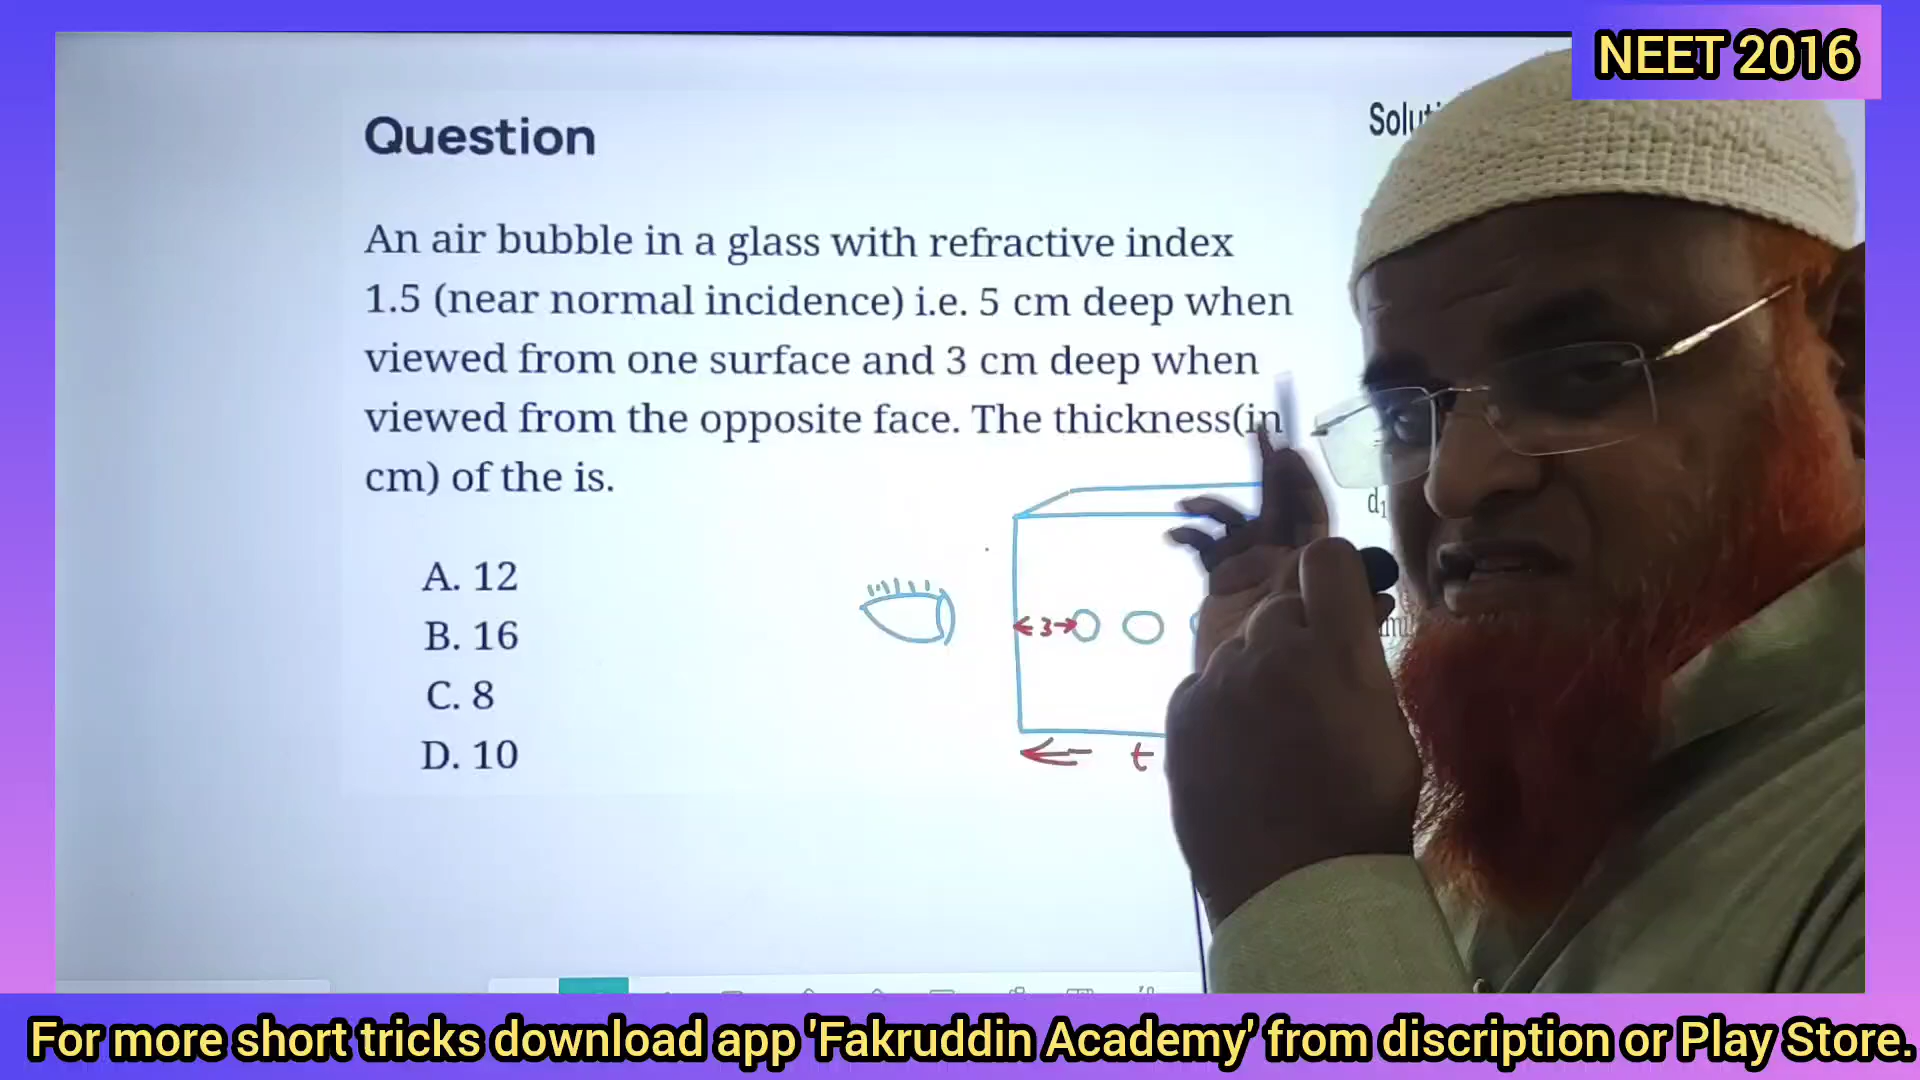 NEET 2016
Question
An air bubble in a glass with refractive index
1.5 (near normal incidence) i.e. 5 cm deep when
viewed from one surface and 3 cm deep when
viewed from the opposite face. The thickness(in
cm) of the is.
A. 12
B. 16
C. 8
D. 10
3
t
d₁
For more short tricks download app 'Fakruddin Academy' from discription or Play Store.